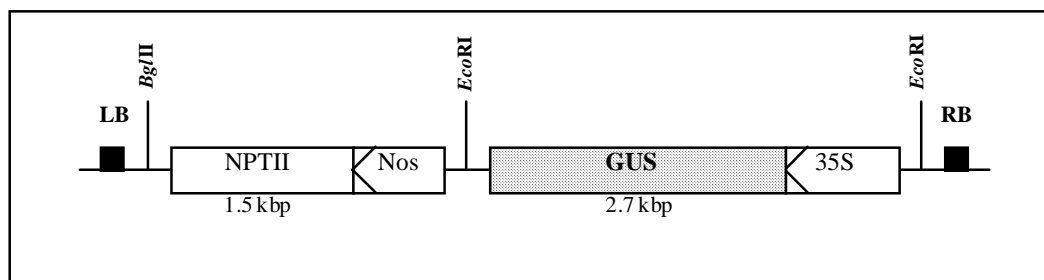 BglII
EcoRI
EcoRI
LB
RB
NPTII
Nos
GUS
35S
1.5 kbp
2.7 kbp